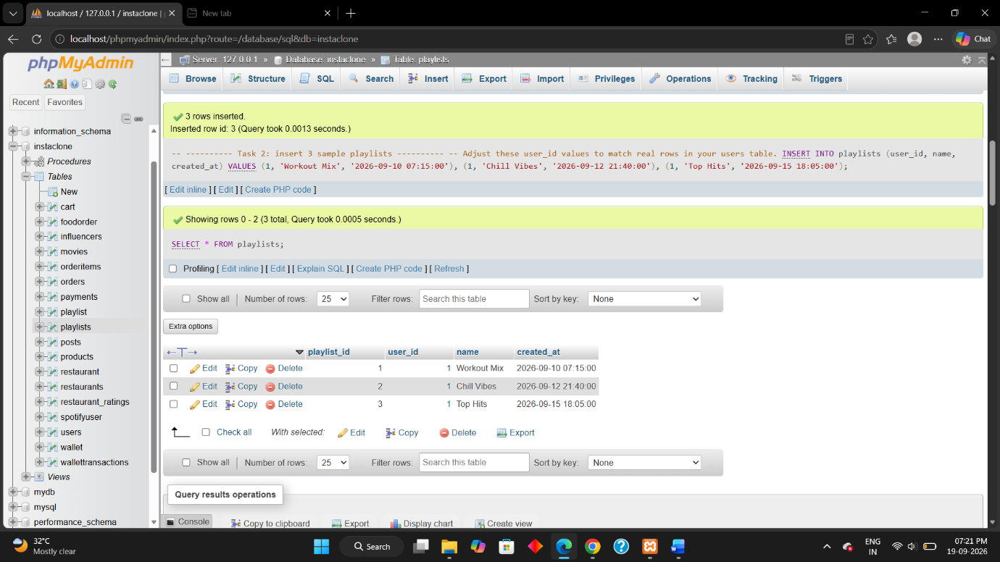 localhost / 127.0.0.1 / instaclone |
New tab
localhost/phpmyadmin/index.php?route=/database/sql&db=instaclone
Chat
phpMyAdmin
Recent
Favorites
information_schema
instaclone
Procedures
Tables
New
cart
foodorder
influencers
movies
orderitems
orders
payments
playlist
playlists
posts
products
restaurant
restaurants
restaurant_ratings
spotifyuser
users
wallet
wallettransactions
Views
mydb
mysql
performance_schema
Server: 127.0.0.1 » Database: instaclone » Table: playlists
Browse Structure SQL Search Insert Export Import Privileges Operations Tracking Triggers
3 rows inserted.
Inserted row id: 3 (Query took 0.0013 seconds.)
-- ---------- Task 2: insert 3 sample playlists ---------- -- Adjust these user_id values to match real rows in your users table. INSERT INTO playlists (user_id, name,
created_at) VALUES (1, 'Workout Mix', '2026-09-10 07:15:00'), (1, 'Chill Vibes', '2026-09-12 21:40:00'), (1, 'Top Hits', '2026-09-15 18:05:00');
[ Edit inline ] [ Edit ] [ Create PHP code ]
Showing rows 0 - 2 (3 total, Query took 0.0005 seconds.)
SELECT * FROM playlists;
Profiling [ Edit inline ] [ Edit ] [ Explain SQL ] [ Create PHP code ] [ Refresh ]
Show all | Number of rows: 25 Filter rows: Search this table Sort by key: None
Extra options
playlist_id user_id name created_at
Edit Copy Delete 1 1 Workout Mix 2026-09-10 07:15:00
Edit Copy Delete 2 1 Chill Vibes 2026-09-12 21:40:00
Edit Copy Delete 3 1 Top Hits 2026-09-15 18:05:00
Check all With selected: Edit Copy Delete Export
Show all | Number of rows: 25 Filter rows: Search this table Sort by key: None
Query results operations
Console
Copy to clipboard Export Display chart Create view
32°C
Mostly clear
Search
ENG
IN
07:21 PM
19-09-2026